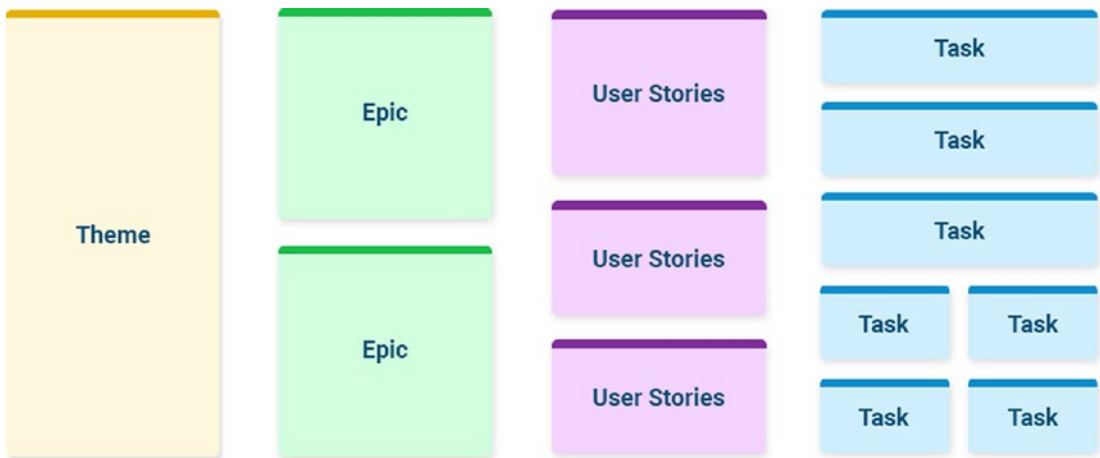 Theme
Epic
Epic
User Stories
User Stories
User Stories
Task
Task
Task
Task
Task
Task
Task